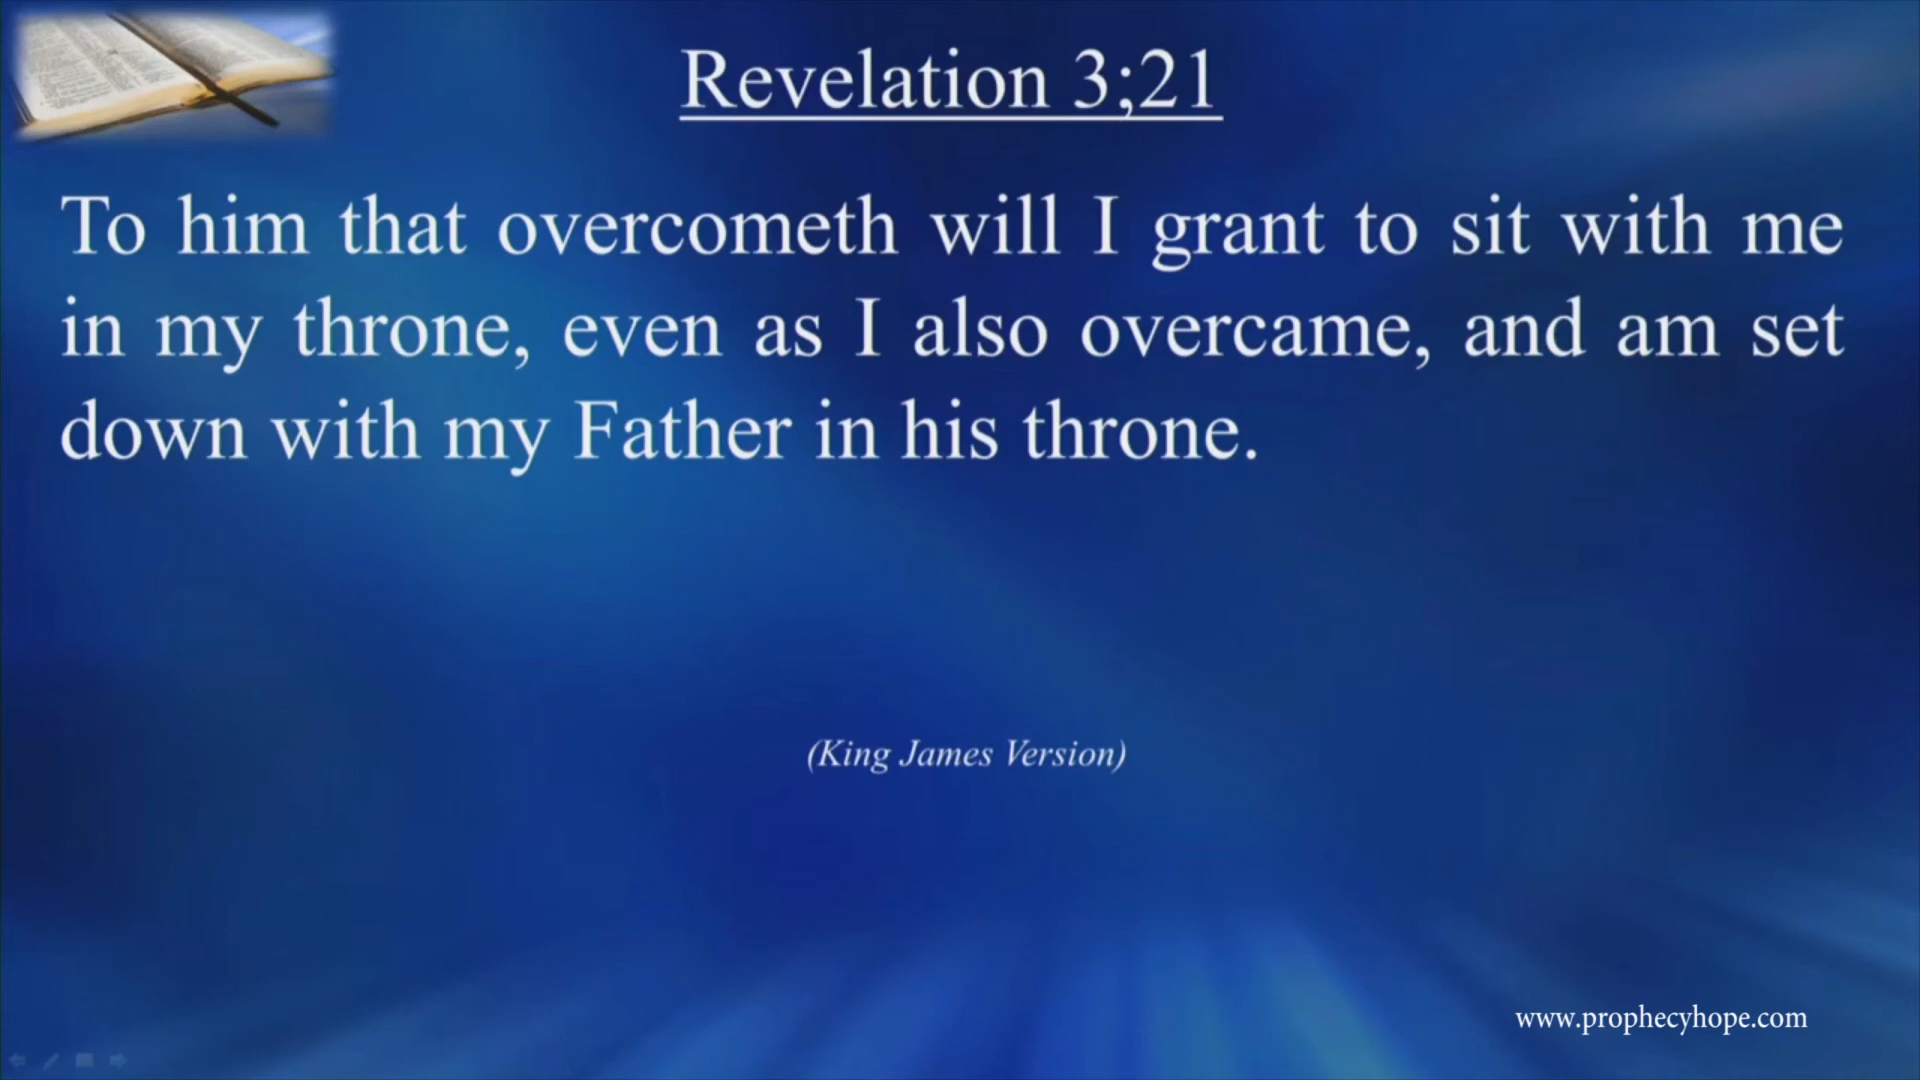 Revelation 3;21
To him that overcometh will I grant to sit with me
in my throne, even as I also overcame, and am set
down with my Father in his throne.
(King James Version)
www.prophecyhope.com